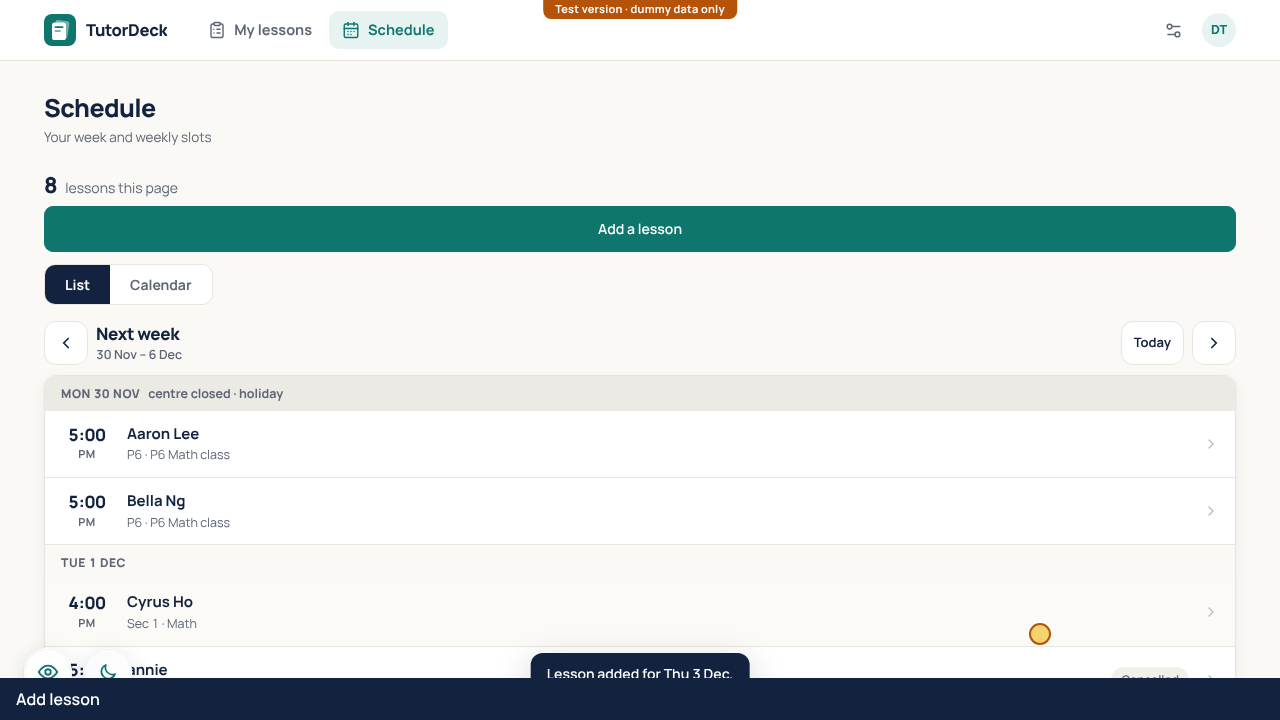 Test version · dummy data only
TutorDeck
My lessons
Schedule
DT
Schedule
Your week and weekly slots
8 lessons this page
Add a lesson
List
Calendar
Next week
30 Nov – 6 Dec
Today
MON 30 NOV centre closed · holiday
5:00 PM
Aaron Lee
P6 · P6 Math class
5:00 PM
Bella Ng
P6 · P6 Math class
TUE 1 DEC
4:00 PM
Cyrus Ho
Sec 1 · Math
5:
annie
Cancelled
Lesson added for Thu 3 Dec.
Add lesson